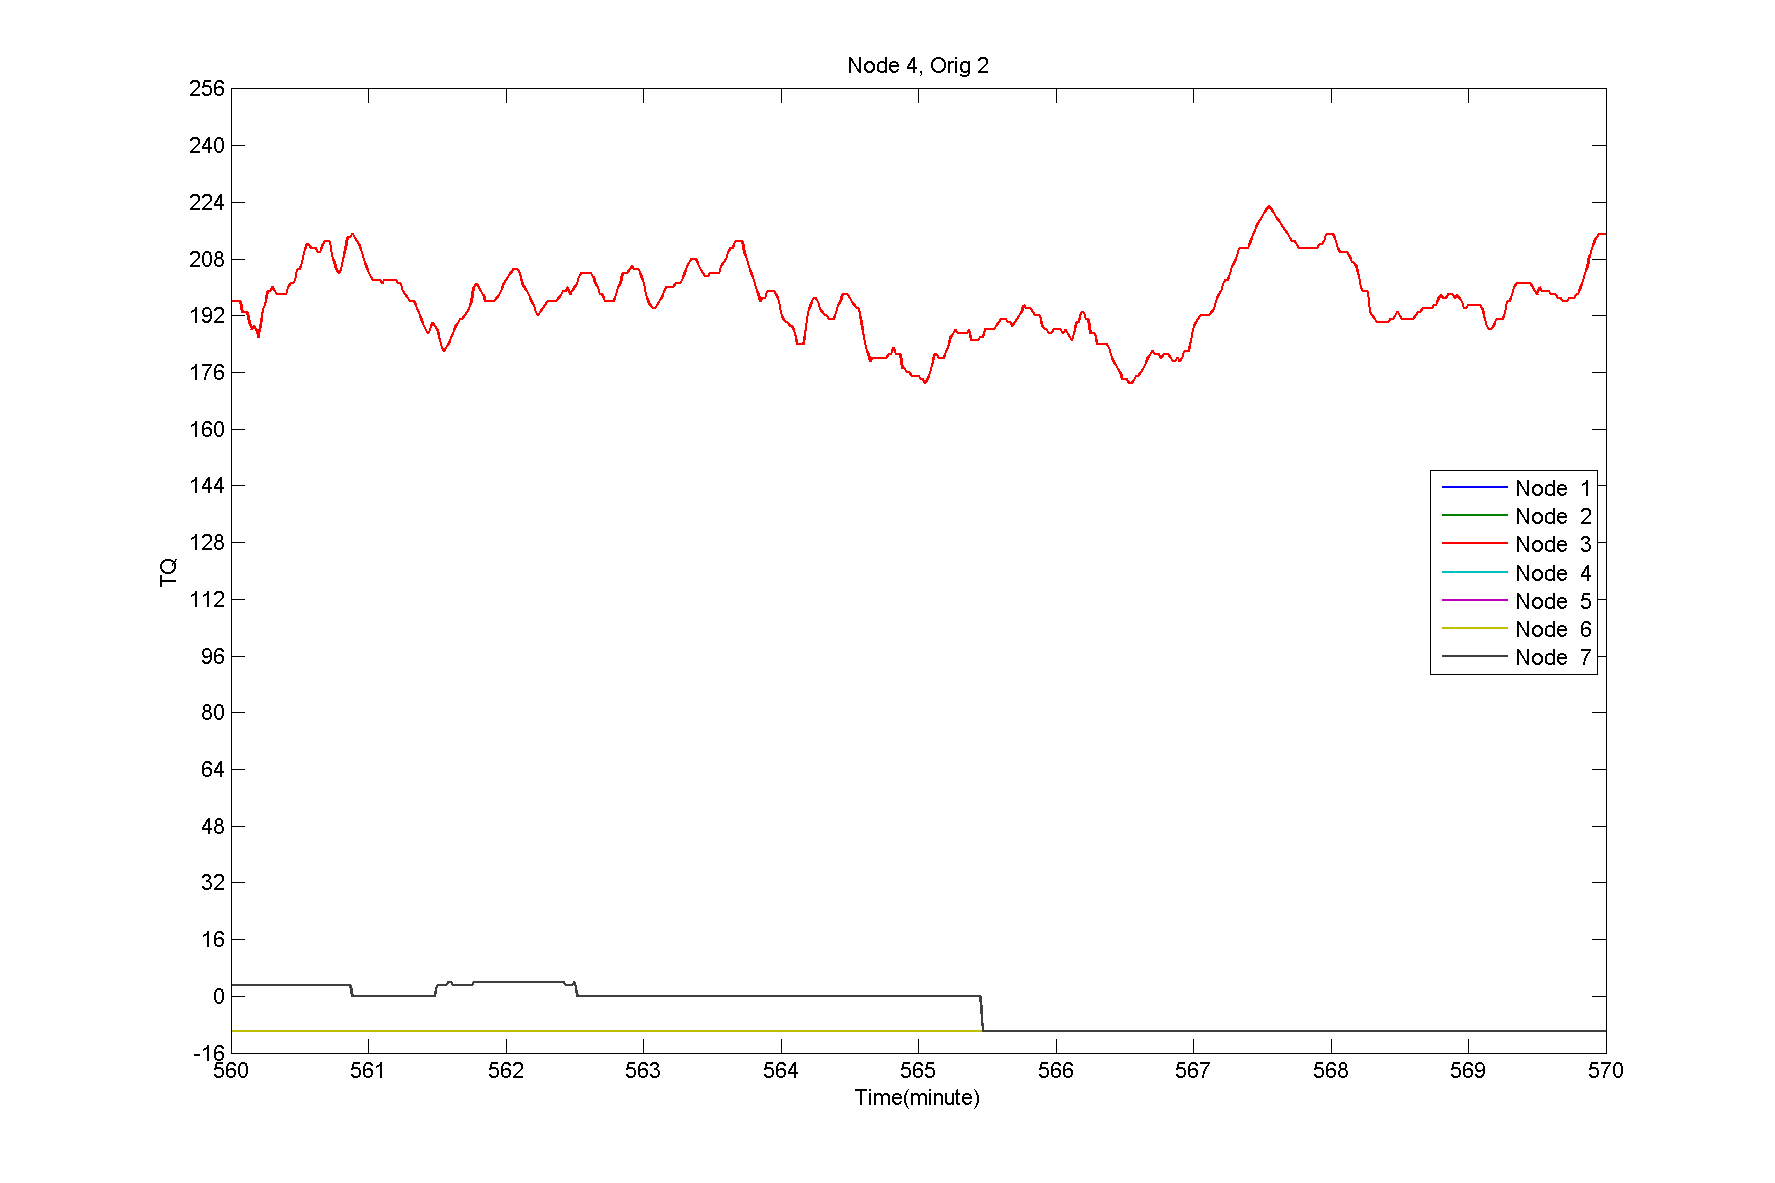 Node 4, Orig 2
256
240
224
208
192
176
160
144
128
112
96
80
64
48
32
16
0
-16
TQ
Node 1
Node 2
Node 3
Node 4
Node 5
Node 6
Node 7
560 561 562 563 564 565 566 567 568 569 570
Time(minute)